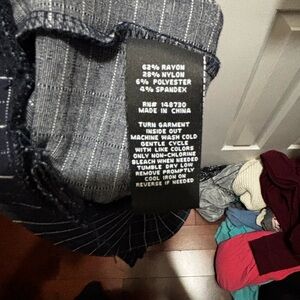 62% RAYON
28% NYLON
6% POLYESTER
4% SPANDEX
RN# 148730
MADE IN CHINA
TURN GARMENT
INSIDE OUT
MACHINE WASH COLD
GENTLE CYCLE
WITH LIKE COLORS
ONLY NON-CHLORINE
BLEACH WHEN NEEDED
TUMBLE DRY LOW
REMOVE PROMPTLY
COOL IRON ON
REVERSE IF NEEDED